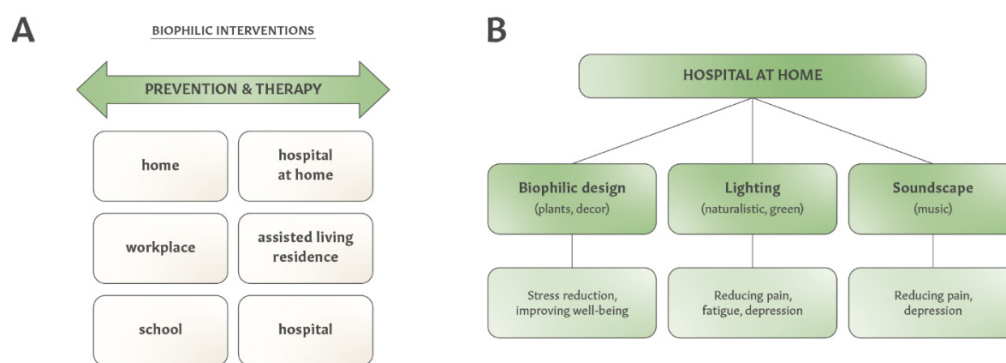 A
BIOPHILIC INTERVENTIONS
PREVENTION & THERAPY
home
hospital
at home
workplace
assisted living
residence
school
hospital
B
HOSPITAL AT HOME
Biophilic design
(plants, decor)
Lighting
(naturalistic, green)
Soundscape
(music)
Stress reduction,
improving well-being
Reducing pain,
fatigue, depression
Reducing pain,
depression